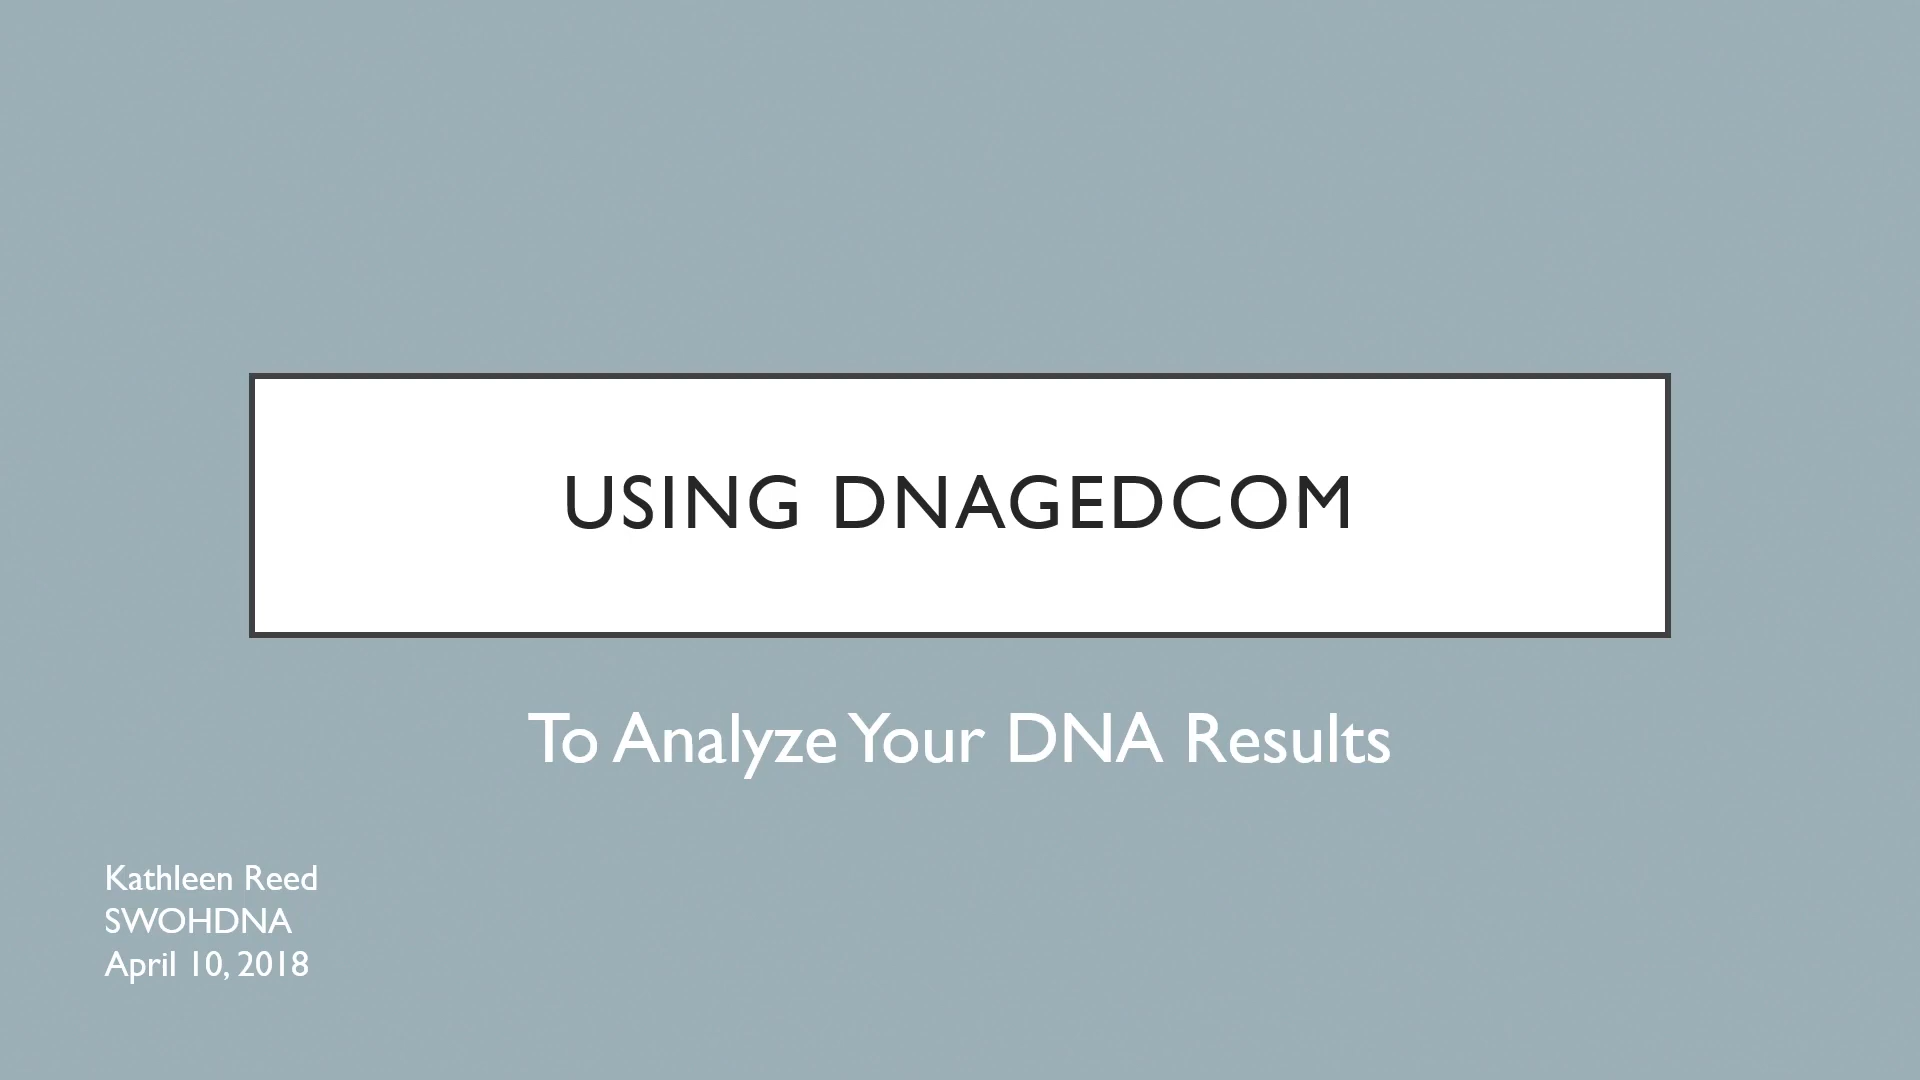 USING DNAGEDCOM
To Analyze Your DNA Results
Kathleen Reed
SWOHDNA
April 10, 2018